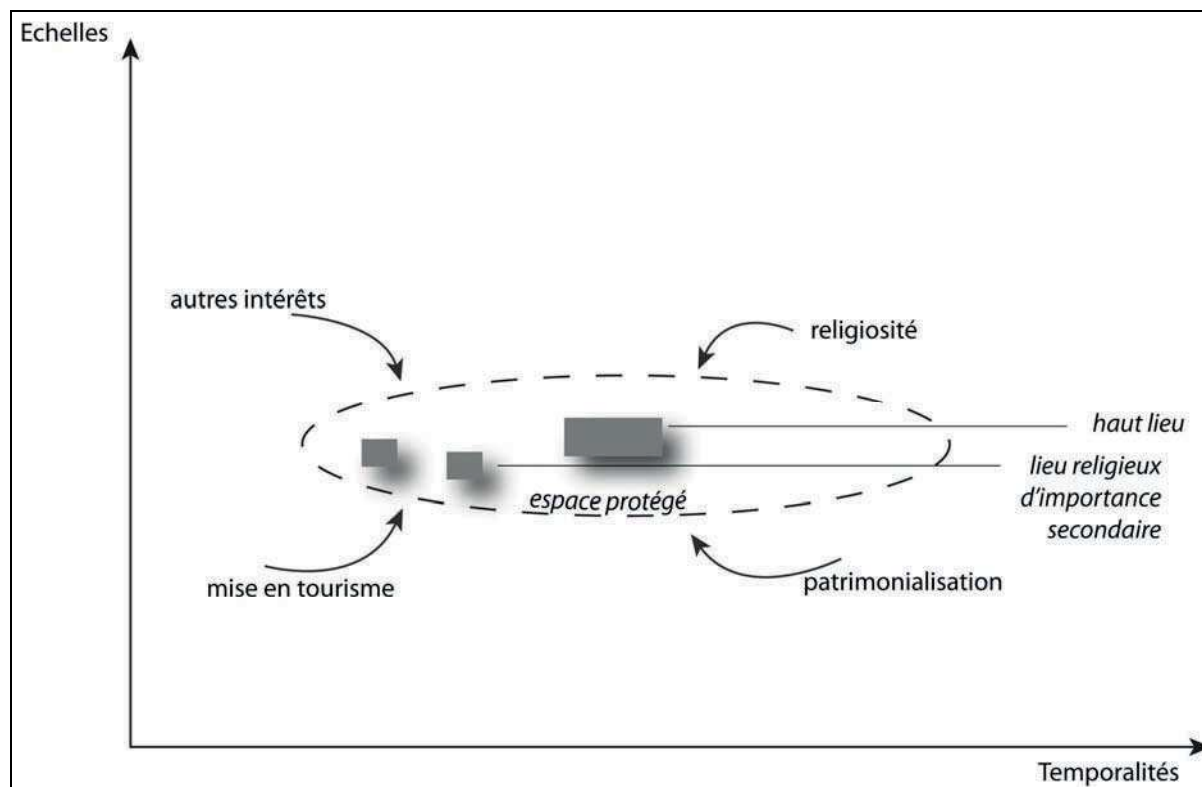 Echelles
autres intérêts
religiosité
haut lieu
lieu religieux
d'importance
secondaire
espace protégé
mise en tourisme
patrimonialisation
Temporalités